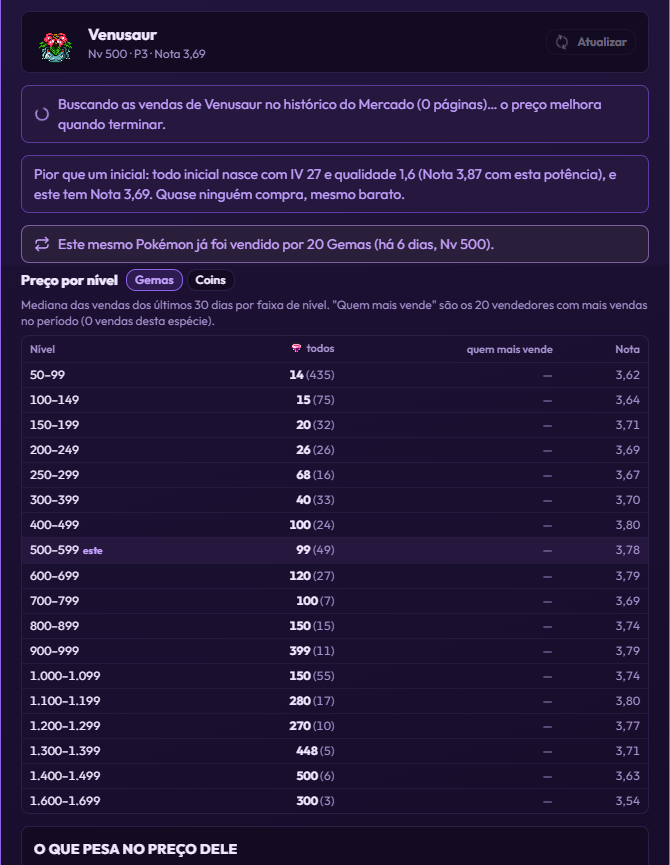 Venusaur
Nv 500 · P3 · Nota 3,69
Atualizar
Buscando as vendas de Venusaur no histórico do Mercado (0 páginas)... o preço melhora
quando terminar.
Pior que um inicial: todo inicial nasce com IV 27 e qualidade 1,6 (Nota 3,87 com esta potência), e
este tem Nota 3,69. Quase ninguém compra, mesmo barato.
Este mesmo Pokémon já foi vendido por 20 Gemas (há 6 dias, Nv 500).
Preço por nível Gemas Coins
Mediana das vendas dos últimos 30 dias por faixa de nível. "Quem mais vende" são os 20 vendedores com mais vendas
no período (0 vendas desta espécie).
Nível todos quem mais vende Nota
50–99 14 (435) — 3,62
100–149 15 (75) — 3,64
150–199 20 (32) — 3,71
200–249 26 (26) — 3,69
250–299 68 (16) — 3,67
300–399 40 (33) — 3,70
400–499 100 (24) — 3,80
500–599 este 99 (49) — 3,78
600–699 120 (27) — 3,79
700–799 100 (7) — 3,69
800–899 150 (15) — 3,74
900–999 399 (11) — 3,79
1.000–1.099 150 (55) — 3,74
1.100–1.199 280 (17) — 3,80
1.200–1.299 270 (10) — 3,77
1.300–1.399 448 (5) — 3,71
1.400–1.499 500 (6) — 3,63
1.600–1.699 300 (3) — 3,54
O QUE PESA NO PREÇO DELE